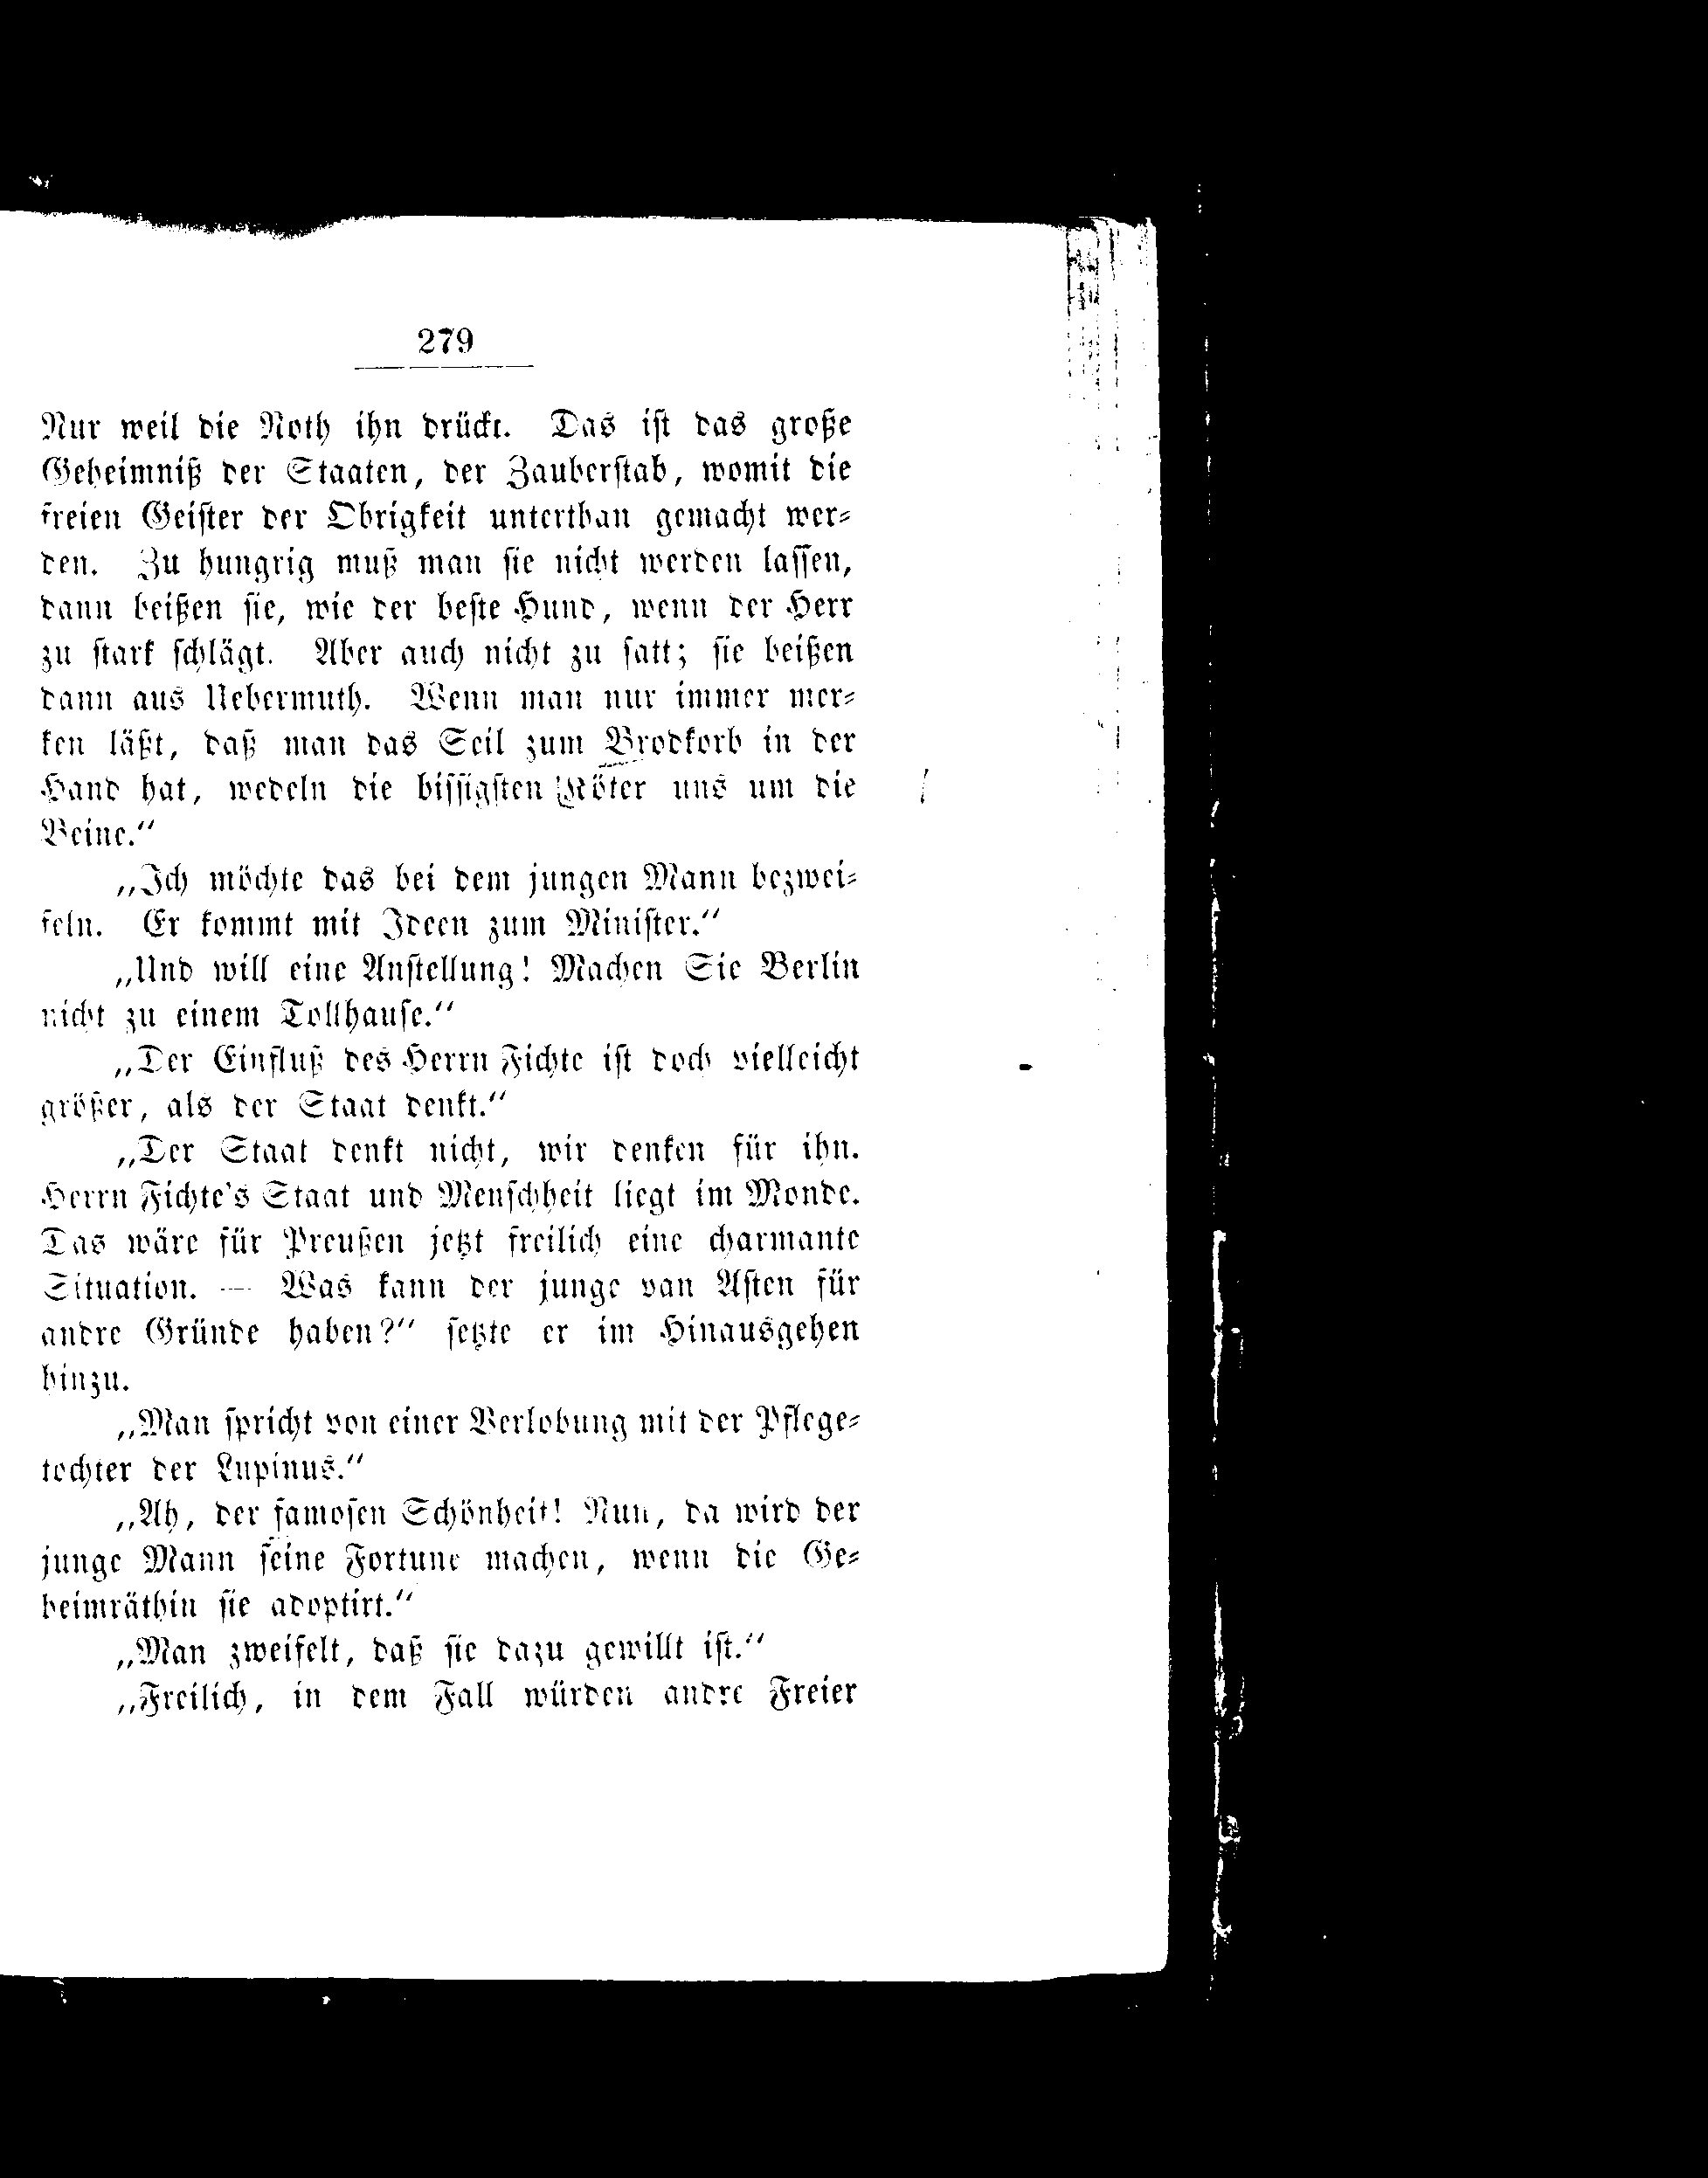 279
Nur weil die Noth ihn drückt. Das iſt das große
Geheimniß der Staaten, der Zauberſtab, womit die
freien Geiſter der Obrigkeit unterthan gemacht wer⸗
den. Zu hungrig muß man ſie nicht werden laſſen,
dann beißen ſie, wie der beſte Hund, wenn der Herr
zu ſtark ſchlägt. Aber auch nicht zu ſatt; ſie beißen
dann aus Uebermuth. Wenn man nur immer mer⸗
ken läßt, daß man das Seil zum Brodkorb in der
Hand hat, wedeln die biſſigſten Köter uns um die
Beine.“
„Ich möchte das bei dem jungen Mann bezwei⸗
feln. Er kommt mit Ideen zum Miniſter.“
„Und will eine Anſtellung! Machen Sie Berlin
nicht zu einem Tollhauſe.“
„Der Einfluß des Herrn Fichte iſt doch vielleicht
größer, als der Staat denkt.“
„Der Staat denkt nicht, wir denken für ihn.
Herrn Fichte's Staat und Menſchheit liegt im Monde.
Das wäre für Preußen jetzt freilich eine charmante
Situation. — Was kann der junge van Aſten für
andre Gründe haben?“ ſetzte er im Hinausgehen
hinzu.
„Man ſpricht von einer Verlobung mit der Pflege⸗
tochter der Lupinus.“
„Ah, der famoſen Schönheit! Nun, da wird der
junge Mann ſeine Fortune machen, wenn die Ge⸗
heimräthin ſie adoptirt.“
„Man zweifelt, daß ſie dazu gewillt iſt.“
„Freilich, in dem Fall würden andre Freier